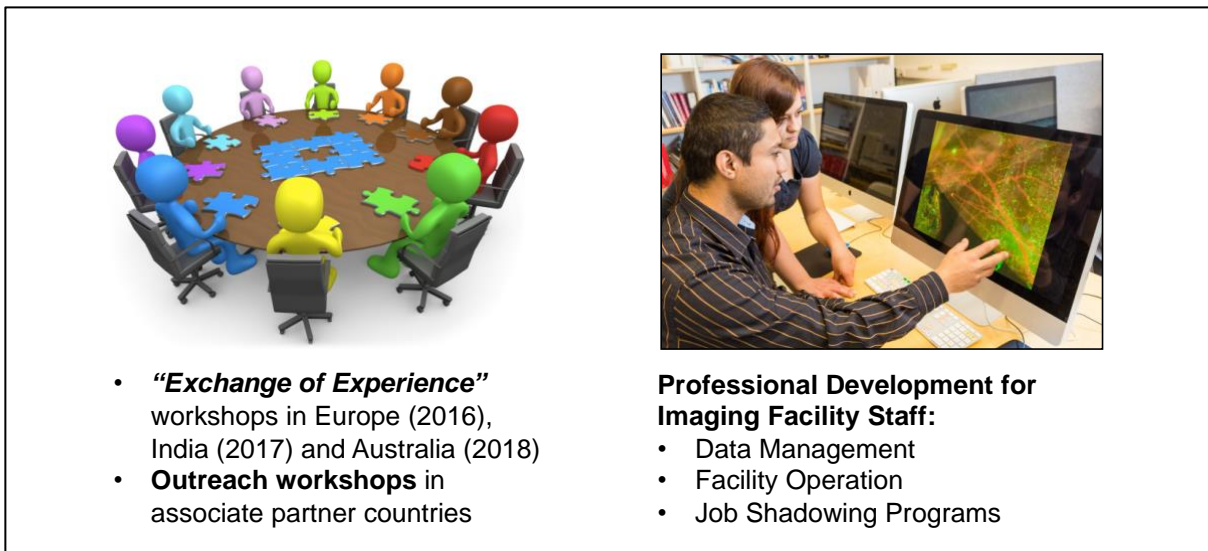 • “Exchange of Experience”
workshops in Europe (2016),
India (2017) and Australia (2018)
• Outreach workshops in
associate partner countries
Professional Development for
Imaging Facility Staff:
• Data Management
• Facility Operation
• Job Shadowing Programs